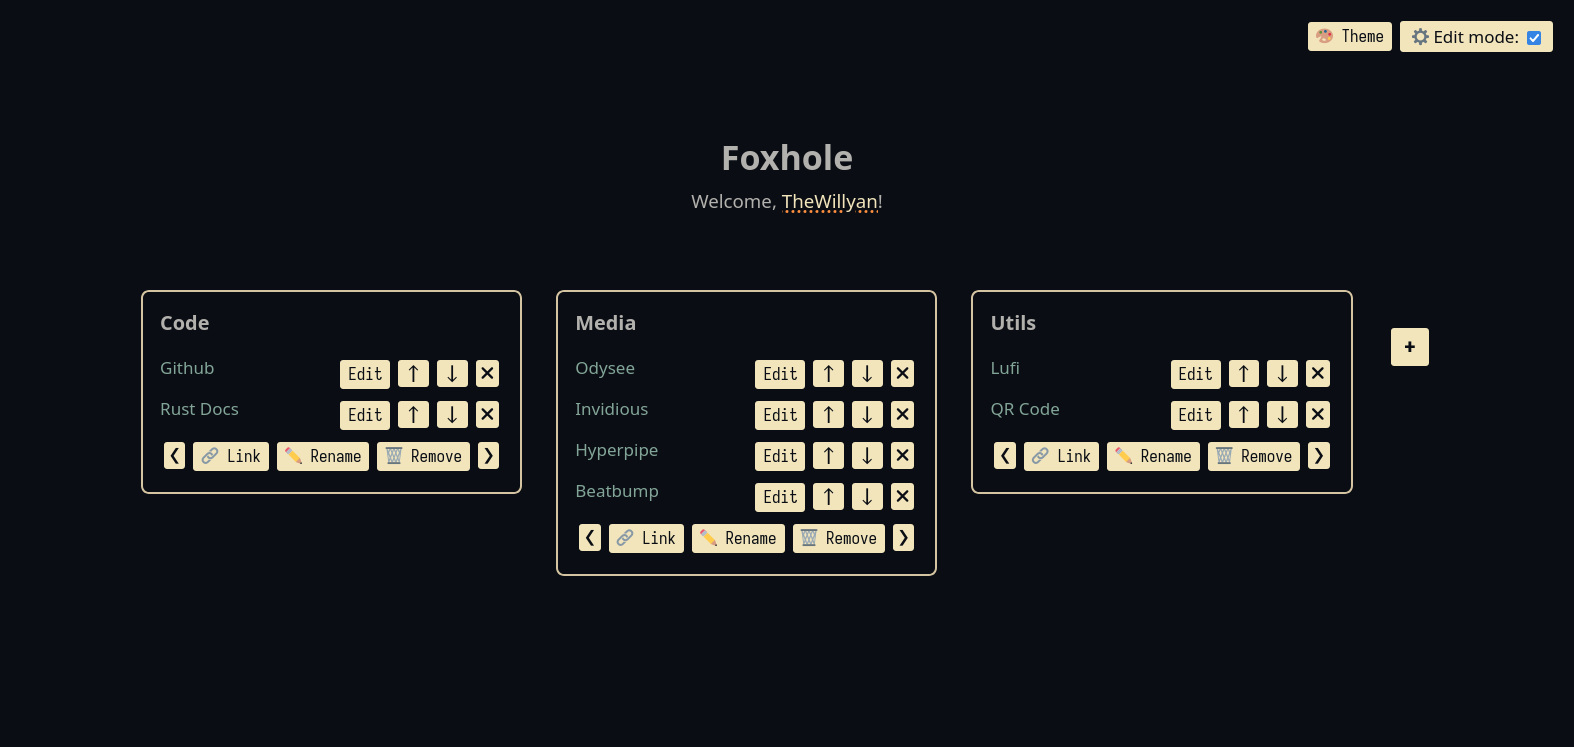 🎨 Theme ⚙ Edit mode:
Foxhole
Welcome, TheWillyan!
Code
Github Edit ↑ ↓ ✕
Rust Docs Edit ↑ ↓ ✕
❮ 🔗 Link ✏️ Rename 🗑️ Remove ❯
Media
Odysee Edit ↑ ↓ ✕
Invidious Edit ↑ ↓ ✕
Hyperpipe Edit ↑ ↓ ✕
Beatbump Edit ↑ ↓ ✕
❮ 🔗 Link ✏️ Rename 🗑️ Remove ❯
Utils
Lufi Edit ↑ ↓ ✕
QR Code Edit ↑ ↓ ✕
❮ 🔗 Link ✏️ Rename 🗑️ Remove ❯
+